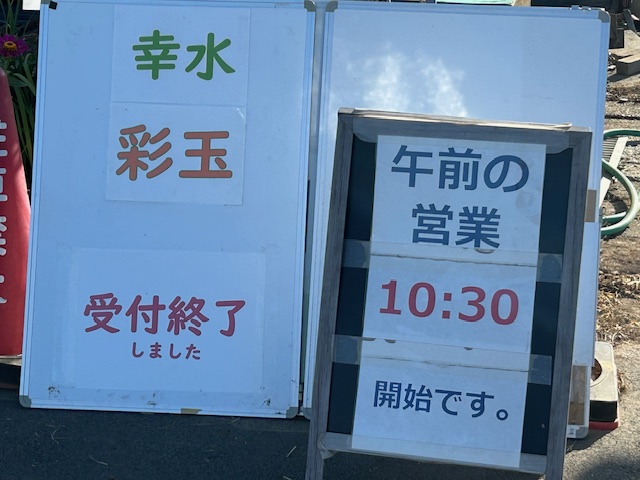 幸水
彩玉
受付終了
しました
午前の
営業
10:30
開始です。